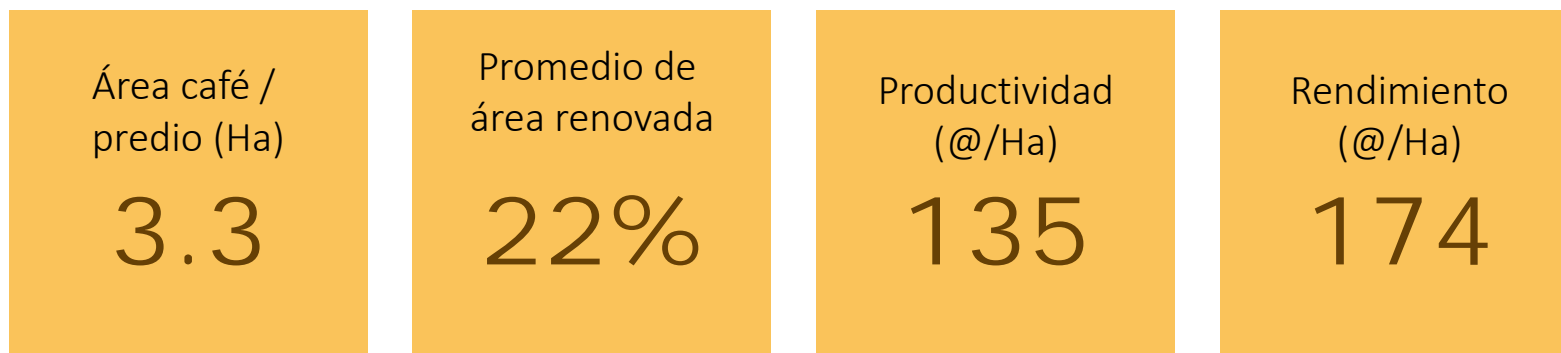 Área café /
predio (Ha)
3.3
Promedio de
área renovada
22%
Productividad
(@/Ha)
135
Rendimiento
(@/Ha)
174